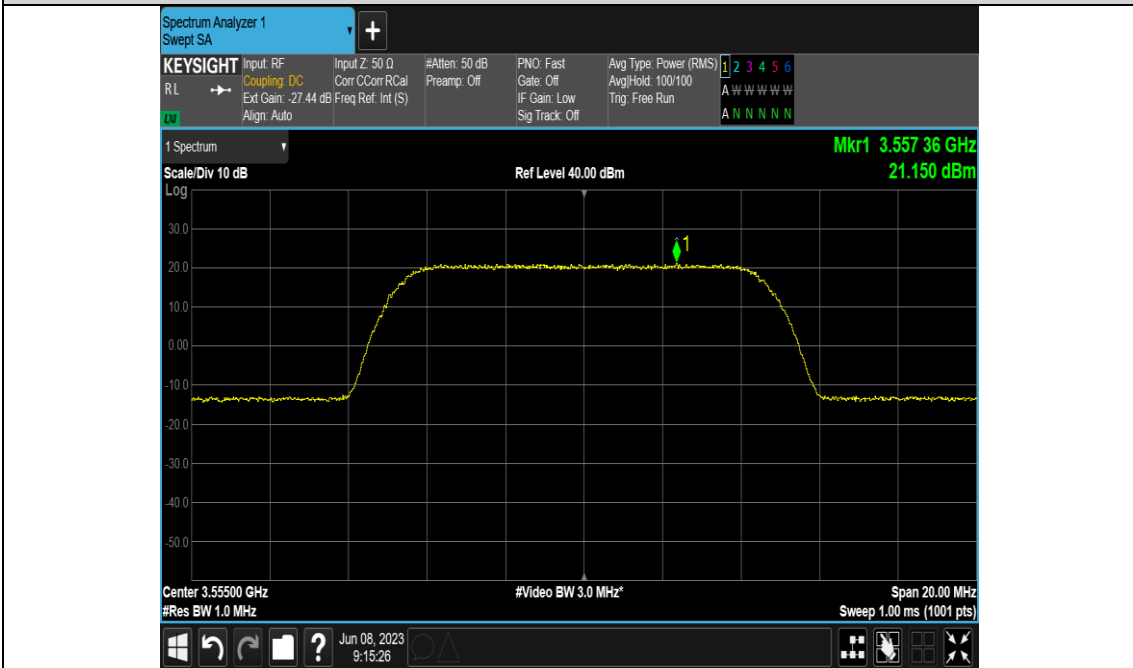 Spectrum Analyzer 1
Swept SA
+
KEYSIGHT
RL
LXI
Input: RF
Coupling: DC
Ext Gain: -27.44 dB
Align: Auto
Input Z: 50 Ω
Corr CCorr RCal
Freq Ref: Int (S)
#Atten: 50 dB
Preamp: Off
PNO: Fast
Gate: Off
IF Gain: Low
Sig Track: Off
Avg Type: Power (RMS)
Avg|Hold: 100/100
Trig: Free Run
1 2 3 4 5 6
A W W W W W
A N N N N N
1 Spectrum
Mkr1 3.557 36 GHz
Scale/Div 10 dB
Ref Level 40.00 dBm
21.150 dBm
Log
30.0
1
20.0
10.0
0.00
-10.0
-20.0
-30.0
-40.0
-50.0
Center 3.55500 GHz
#Video BW 3.0 MHz*
Span 20.00 MHz
#Res BW 1.0 MHz
Sweep 1.00 ms (1001 pts)
?
Jun 08, 2023
9:15:26